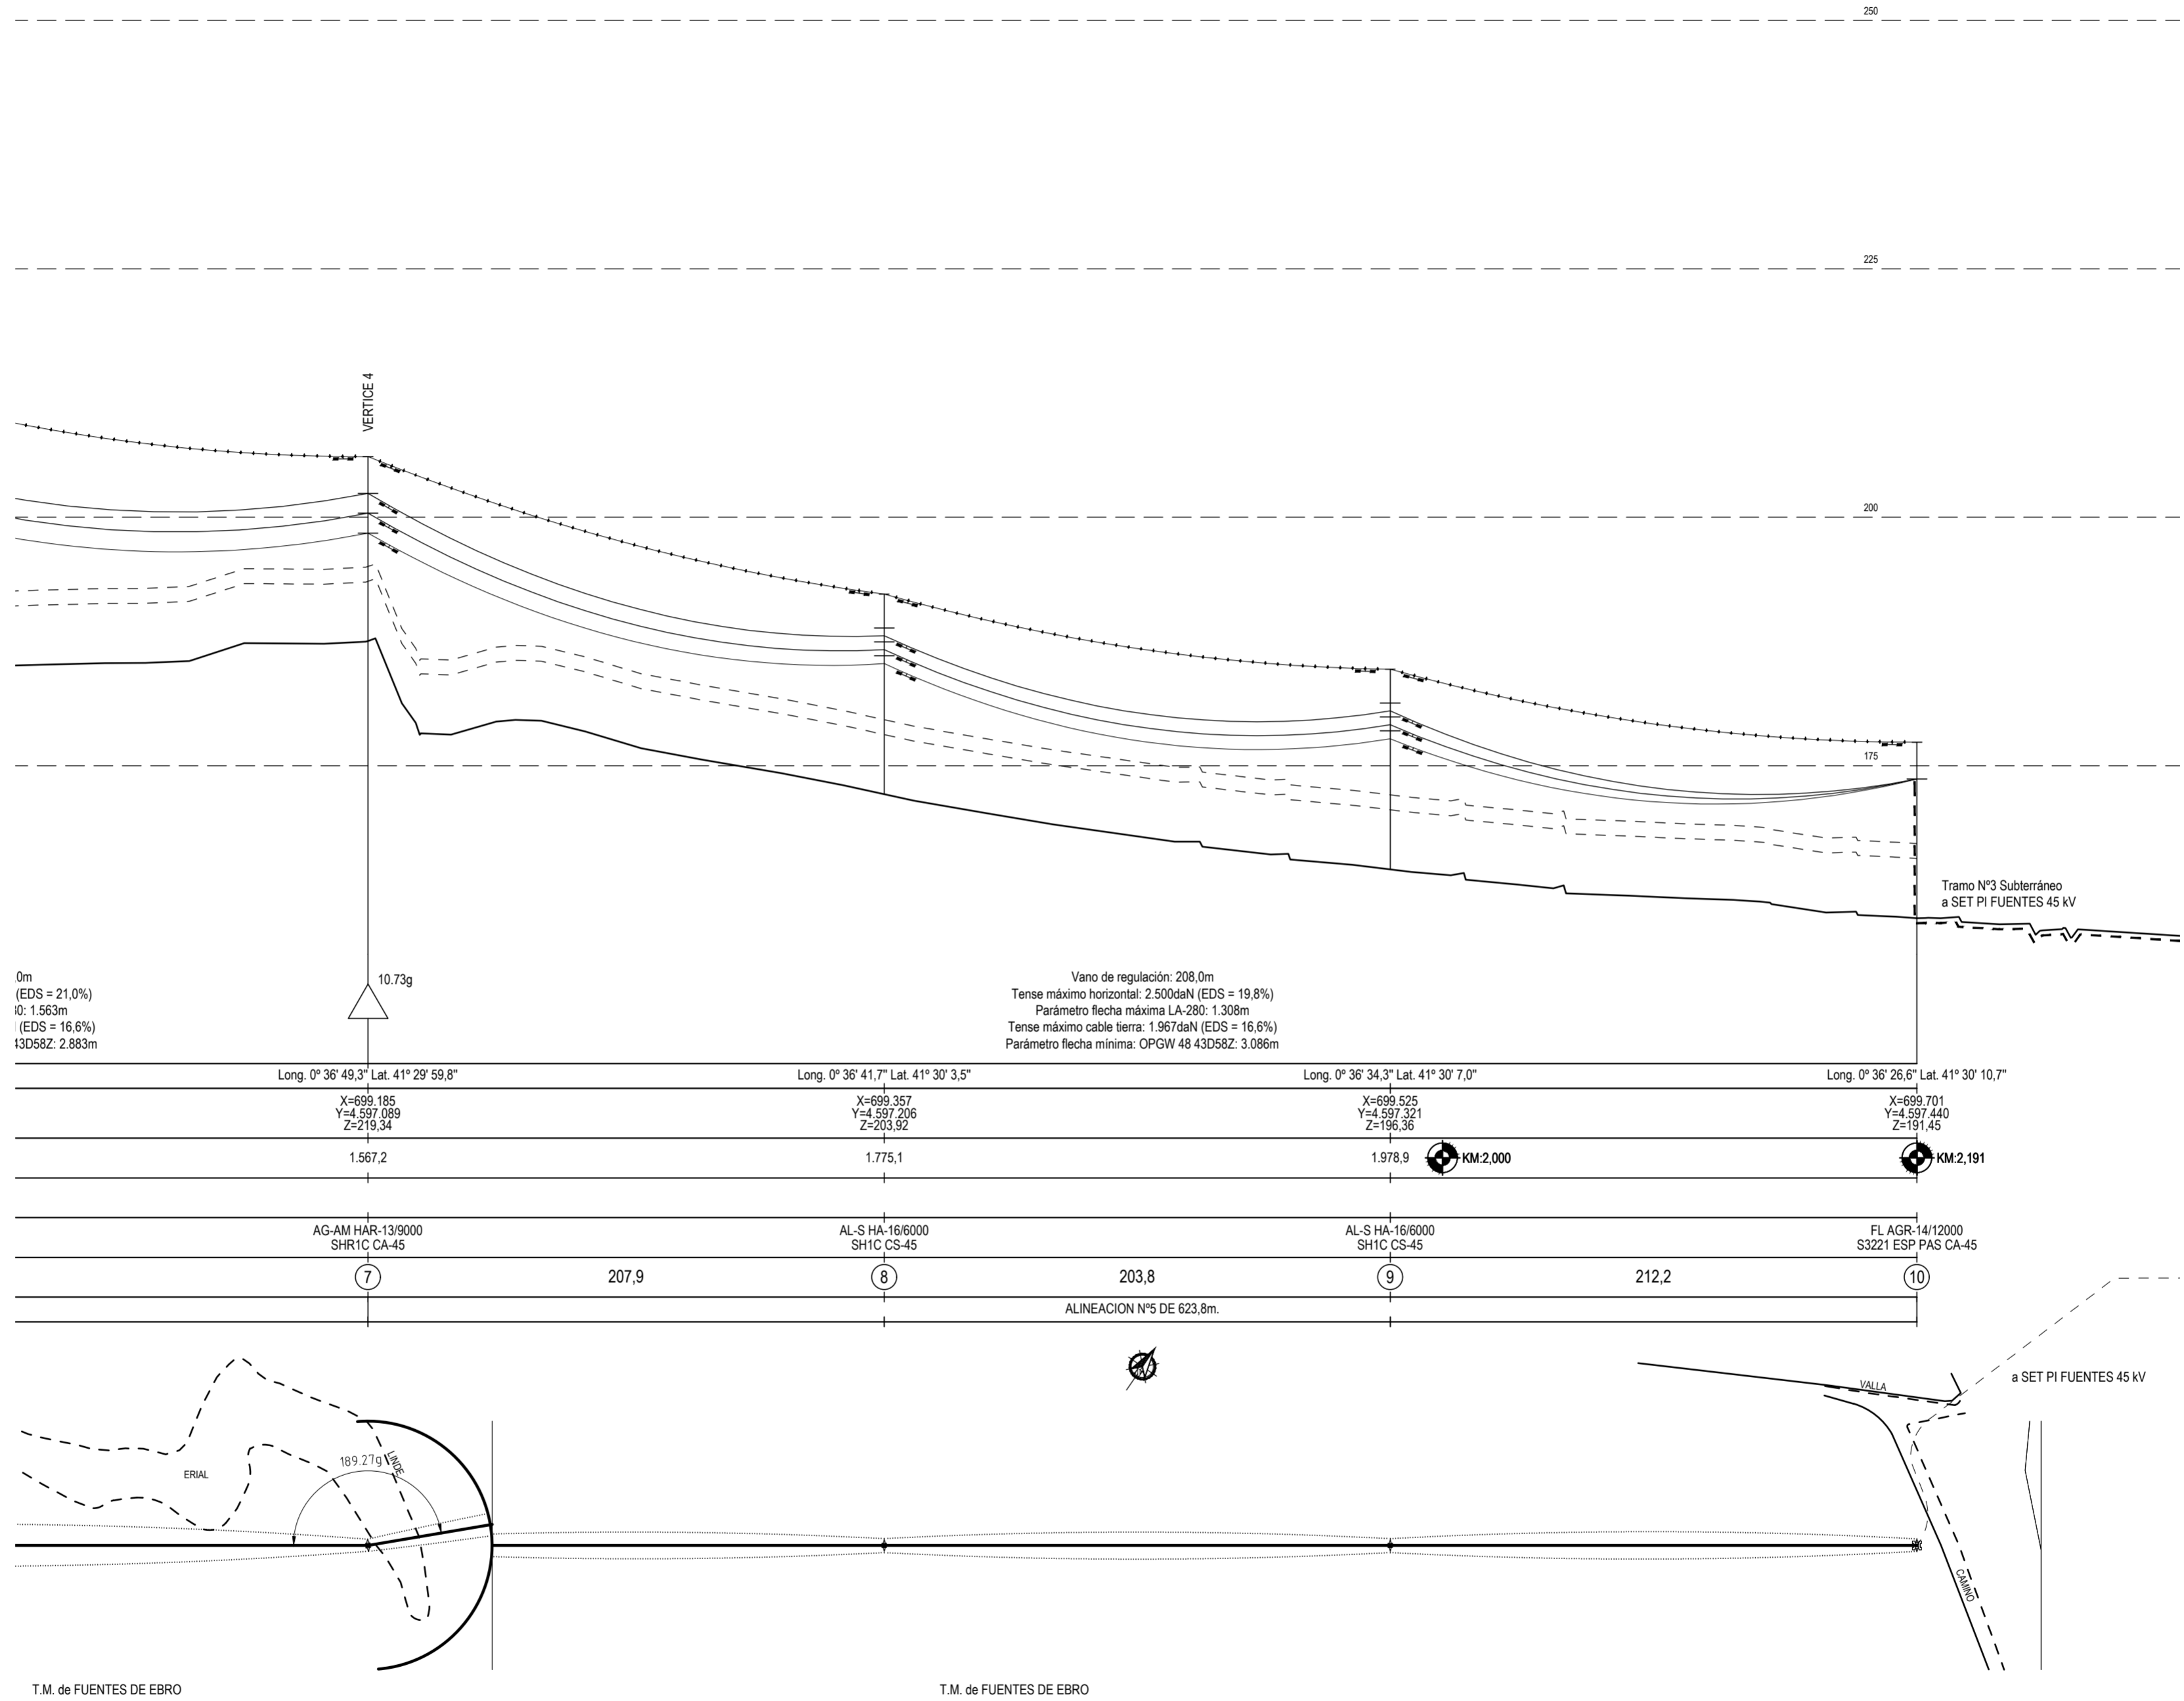 250
225
VERTICE 4
200
175
Tramo Nº3 Subterráneo
a SET PI FUENTES 45 kV
10.73g
0m
(EDS = 21,0%)
0: 1.563m
(EDS = 16,6%)
43D58Z: 2.883m
Vano de regulación: 208,0m
Tense máximo horizontal: 2.500daN (EDS = 19,8%)
Parámetro flecha máxima LA-280: 1.308m
Tense máximo cable tierra: 1.967daN (EDS = 16,6%)
Parámetro flecha mínima: OPGW 48 43D58Z: 3.086m
Long. 0º 36' 49,3" Lat. 41º 29' 59,8"
Long. 0º 36' 41,7" Lat. 41º 30' 3,5"
Long. 0º 36' 34,3" Lat. 41º 30' 7,0"
Long. 0º 36' 26,6" Lat. 41º 30' 10,7"
X=699.185
Y=4.597.089
Z=219,34
X=699.357
Y=4.597.206
Z=203,92
X=699.525
Y=4.597.321
Z=196,36
X=699.701
Y=4.597.440
Z=191,45
1.567,2
1.775,1
1.978,9
KM:2,000
KM:2,191
AG-AM HAR-13/9000
SHR1C CA-45
AL-S HA-16/6000
SH1C CS-45
AL-S HA-16/6000
SH1C CS-45
FL AGR-14/12000
S3221 ESP PAS CA-45
7
207,9
8
203,8
9
212,2
10
ALINEACION Nº5 DE 623,8m.
a SET PI FUENTES 45 kV
VALLA
189.27g
LINDE
ERIAL
CAMINO
T.M. de FUENTES DE EBRO
T.M. de FUENTES DE EBRO